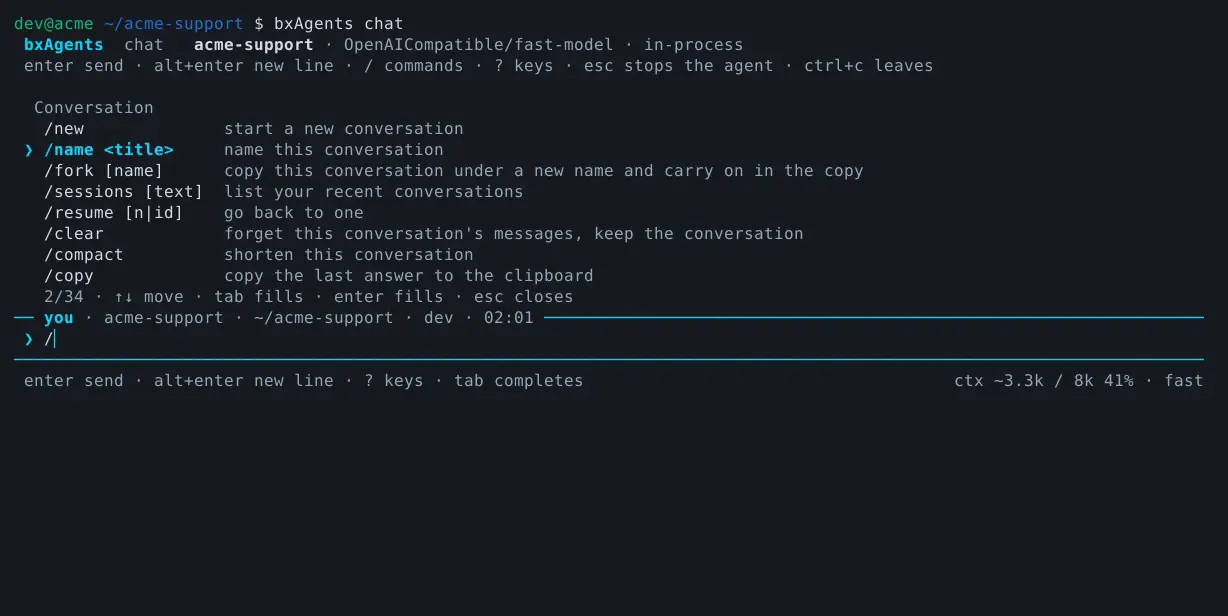 dev@acme ~/acme-support $ bxAgents chat
bxAgents chat acme-support · OpenAICompatible/fast-model · in-process
enter send · alt+enter new line · / commands · ? keys · esc stops the agent · ctrl+c leaves
Conversation
/new start a new conversation
❯ /name <title> name this conversation
/fork [name] copy this conversation under a new name and carry on in the copy
/sessions [text] list your recent conversations
/resume [n|id] go back to one
/clear forget this conversation's messages, keep the conversation
/compact shorten this conversation
/copy copy the last answer to the clipboard
2/34 · ↑↓ move · tab fills · enter fills · esc closes
you · acme-support · ~/acme-support · dev · 02:01
❯ /
enter send · alt+enter new line · ? keys · tab completes ctx ~3.3k / 8k 41% · fast